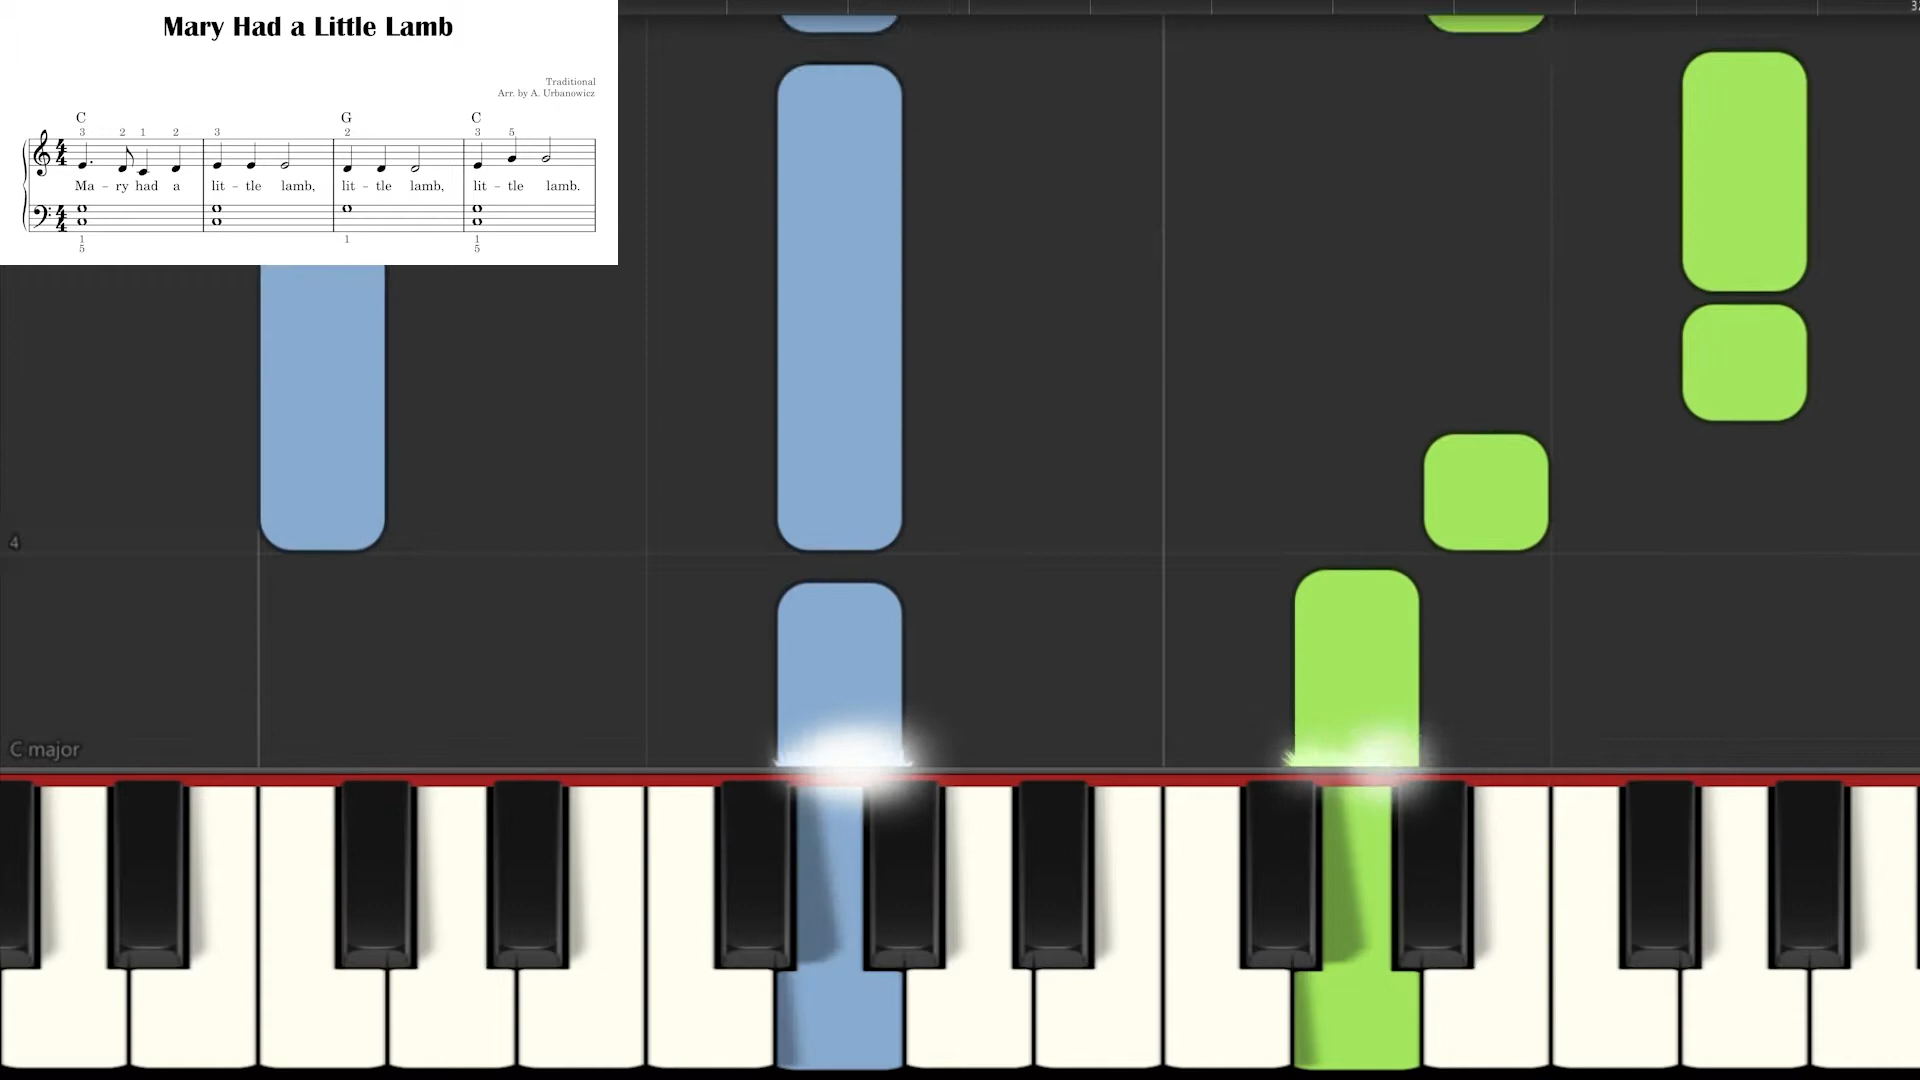 Mary Had a Little Lamb
Traditional
Arr. by A. Urbanowicz
C G C
3 2 1 2 3 2 3 5
Ma - ry had a lit - tle lamb, lit - tle lamb, lit - tle lamb.
1 1 1
5 5
4
C major